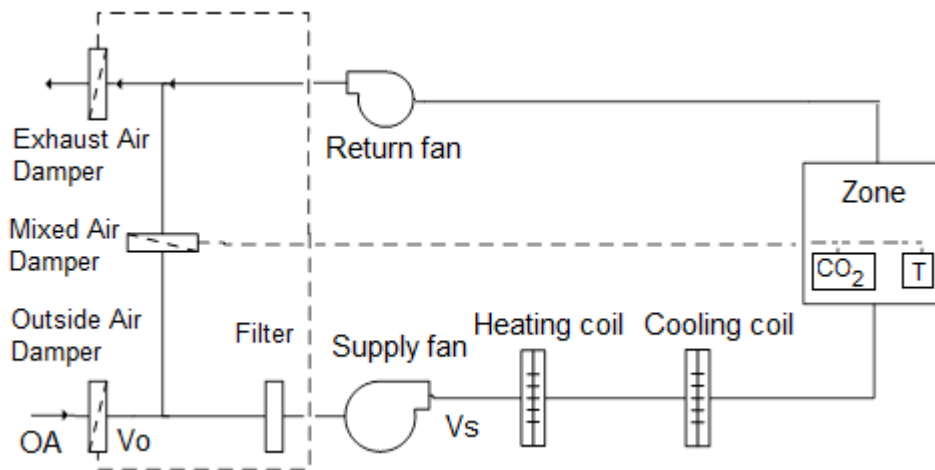 Exhaust Air
Damper
Return fan
Zone
Mixed Air
Damper
CO₂
T
Outside Air
Damper
Filter
Supply fan
Heating coil
Cooling coil
OA
Vo
Vs